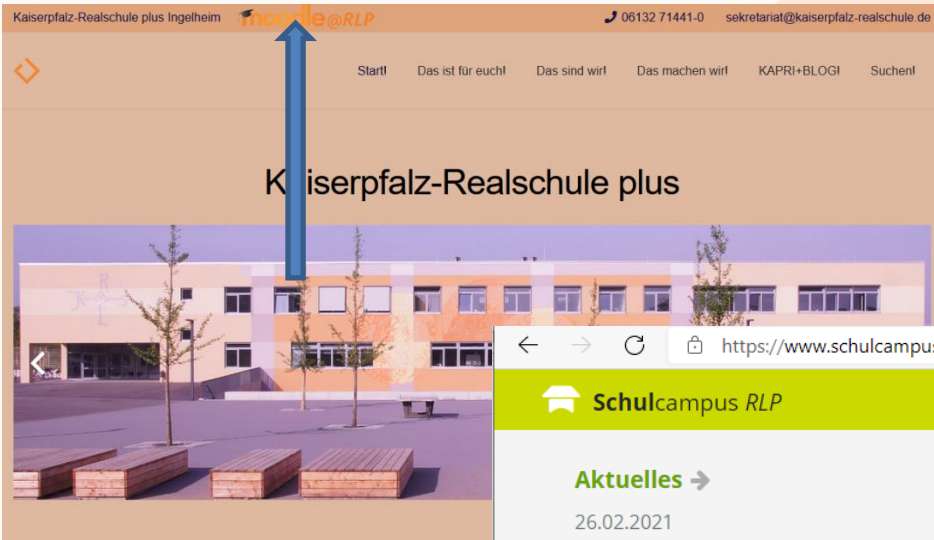 Kaiserpfalz-Realschule plus Ingelheim moodle@RLP 06132 71441-0 sekretariat@kaiserpfalz-realschule.de
Start! Das ist für euch! Das sind wir! Das machen wir! KAPRI+BLOG! Suchen!
Kaiserpfalz-Realschule plus
https://www.schulcampus
Schulcampus RLP
Aktuelles
26.02.2021